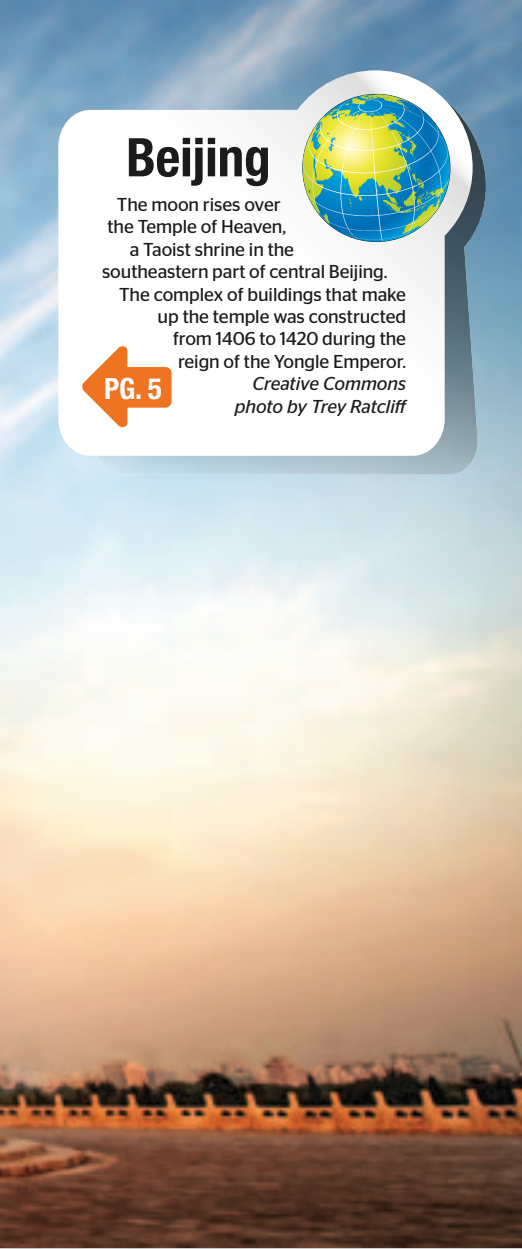 Beijing
The moon rises over
the Temple of Heaven,
a Taoist shrine in the
southeastern part of central Beijing.
The complex of buildings that make
up the temple was constructed
from 1406 to 1420 during the
reign of the Yongle Emperor.
Creative Commons
photo by Trey Ratcliff
PG. 5